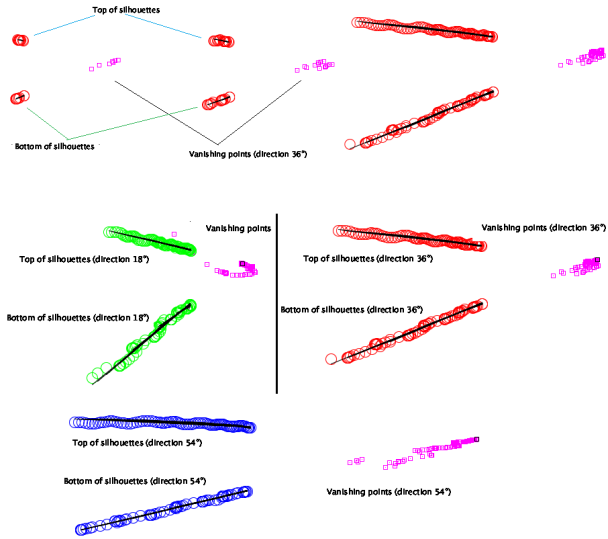 Top of silhouettes
Bottom of silhouettes
Vanishing points (direction 36°)
Vanishing points
Top of silhouettes (direction 18°)
Bottom of silhouettes (direction 18°)
Vanishing points (direction 36°)
Top of silhouettes (direction 36°)
Bottom of silhouettes (direction 36°)
Top of silhouettes (direction 54°)
Bottom of silhouettes (direction 54°)
Vanishing points (direction 54°)